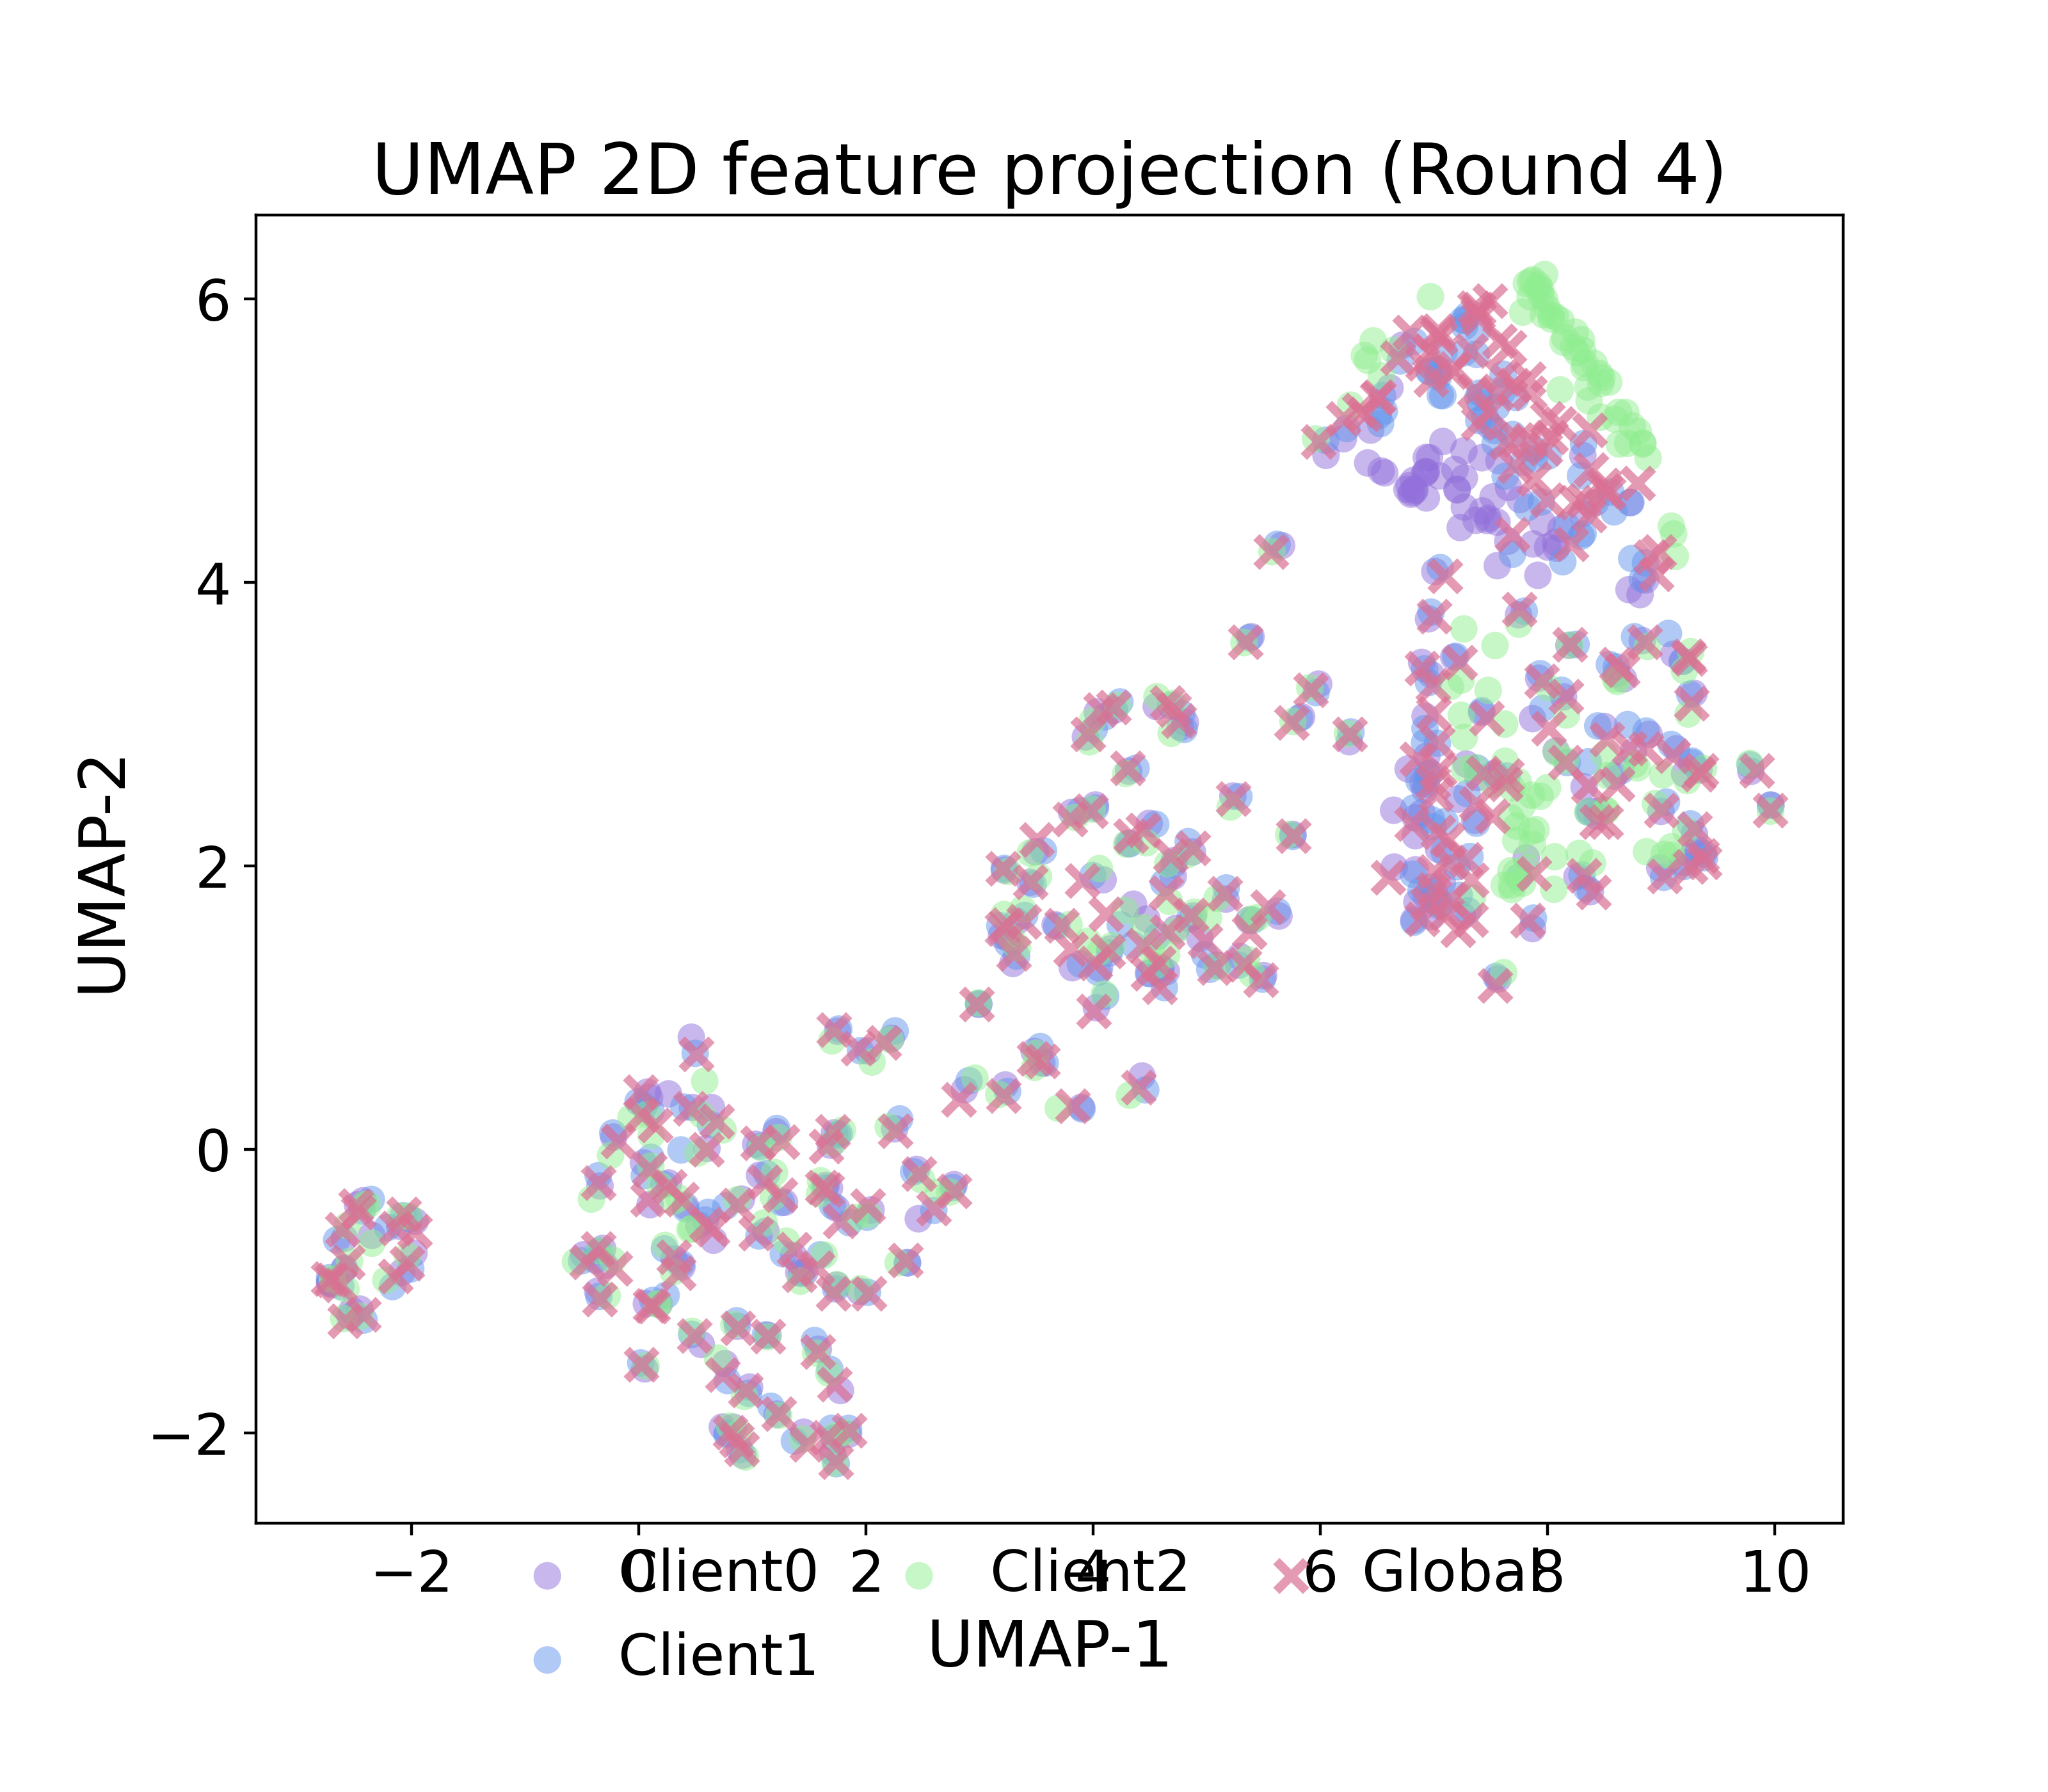 UMAP 2D feature projection (Round 4)
UMAP-2
6
4
2
0
−2
−2 0 2 4 6 8 10
Client0 Client2 Global
Client1
UMAP-1